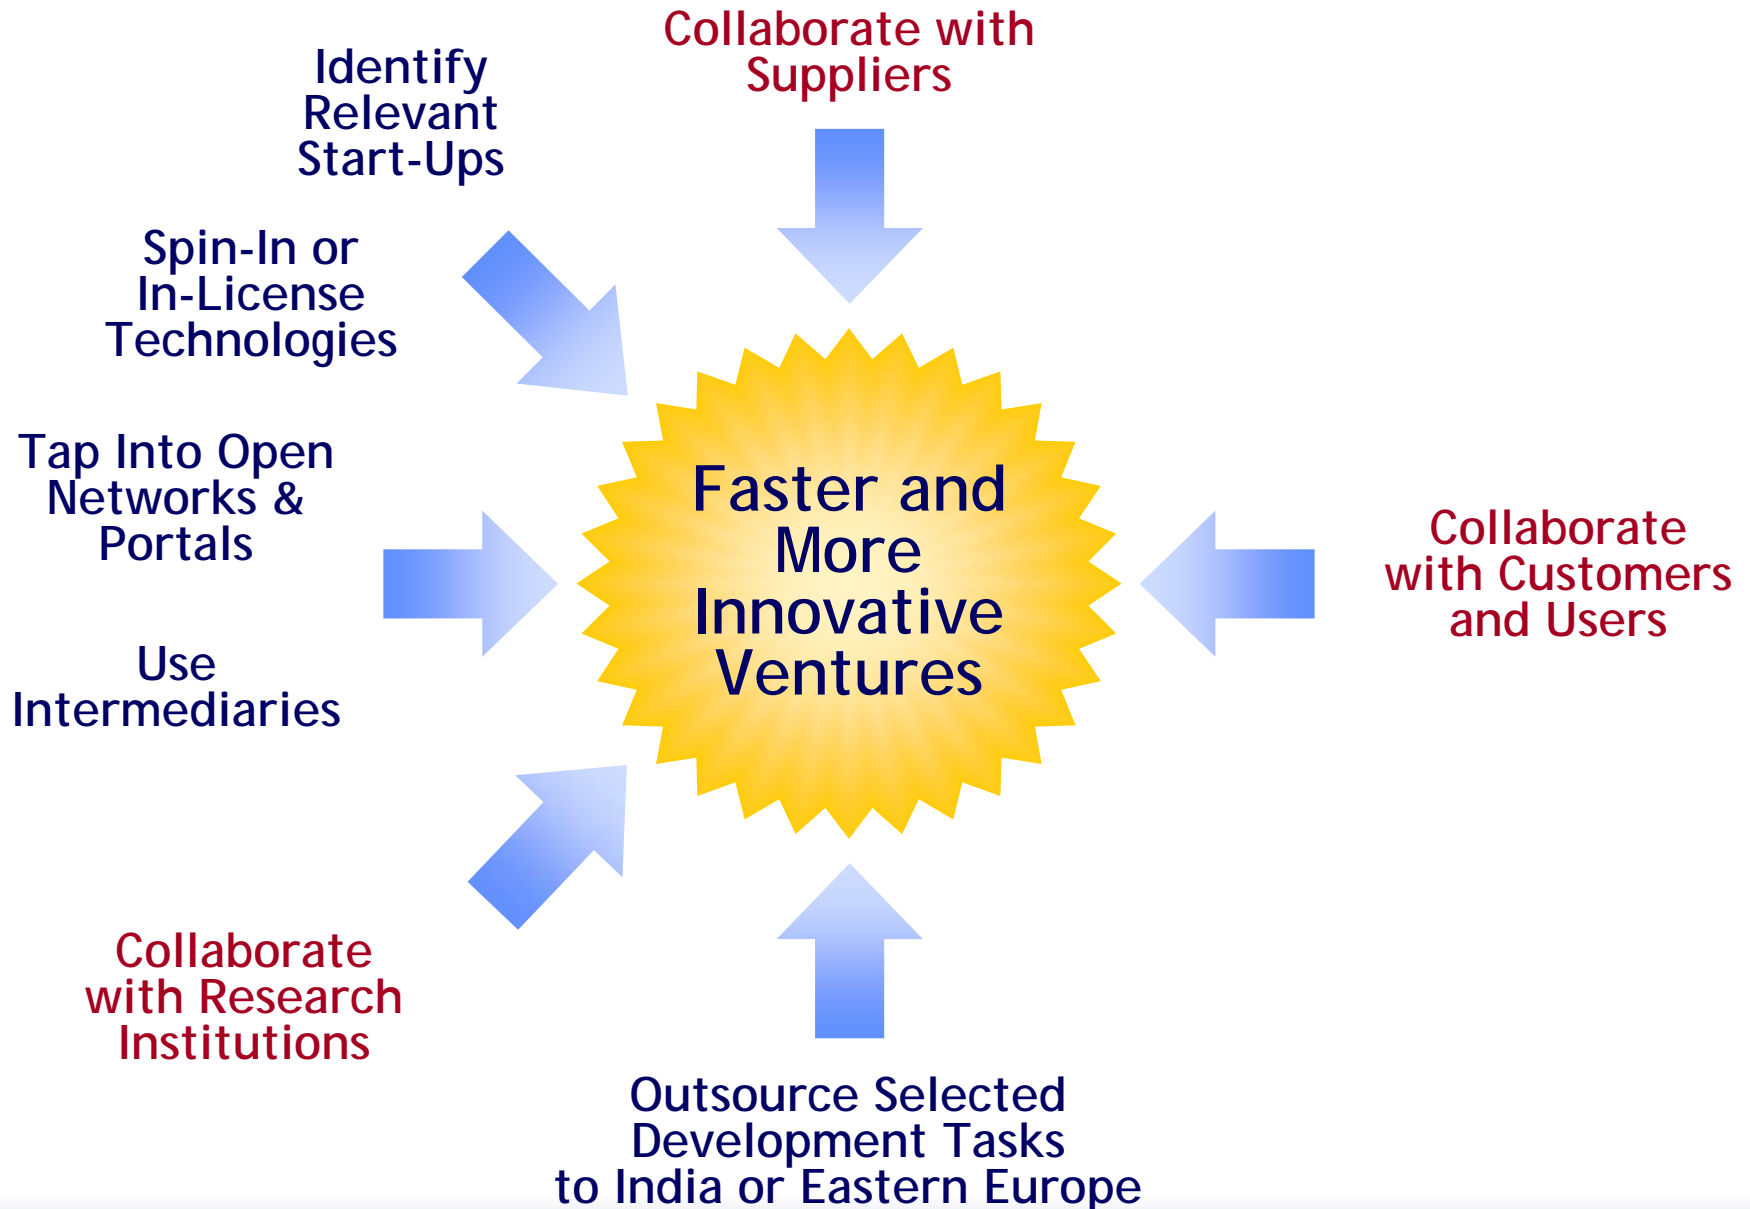 Collaborate with
Suppliers
Identify
Relevant
Start-Ups
Spin-In or
In-License
Technologies
Tap Into Open
Networks &
Portals
Use
Intermediaries
Collaborate
with Research
Institutions
Faster and
More
Innovative
Ventures
Collaborate
with Customers
and Users
Outsource Selected
Development Tasks
to India or Eastern Europe